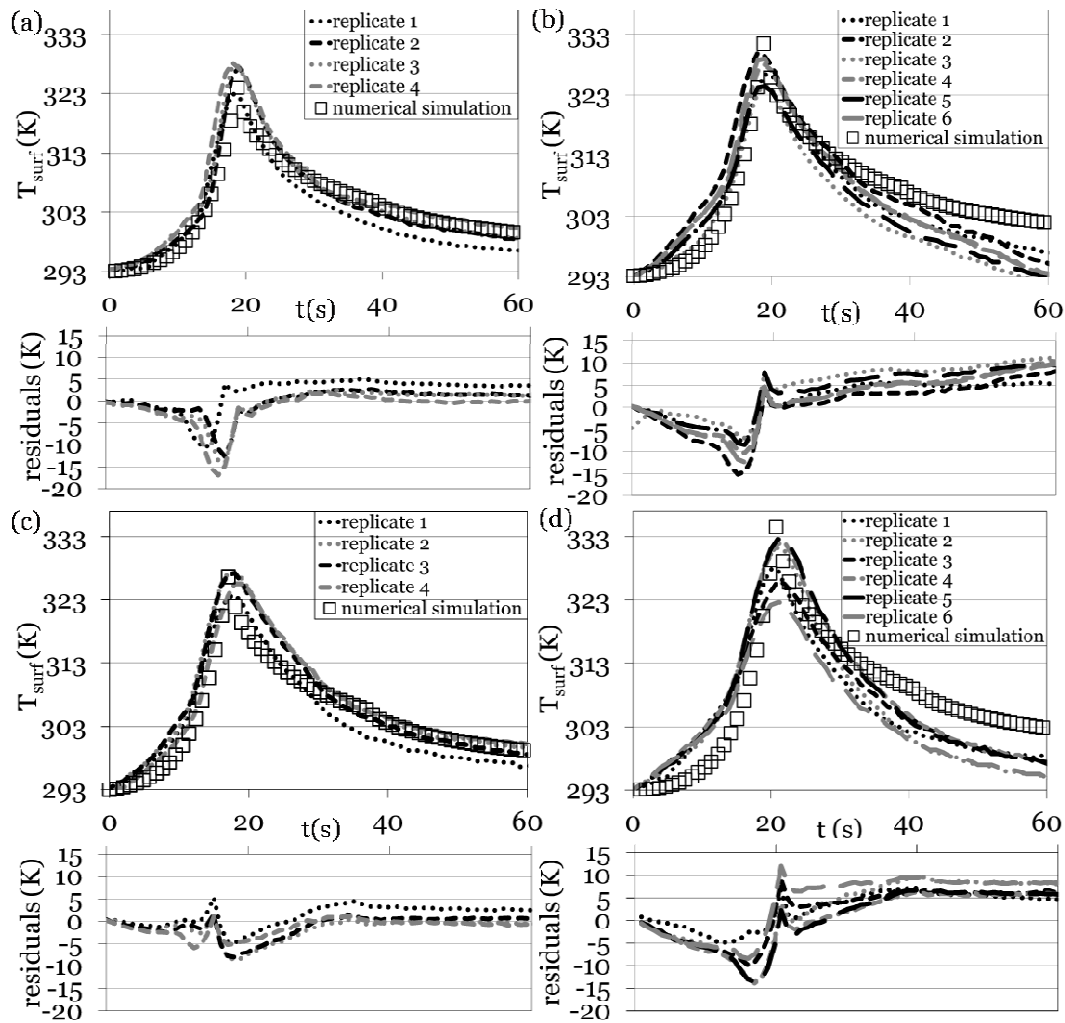 (a)
333
323
313
303
293
T_surf (K)
replicate 1
replicate 2
replicate 3
replicate 4
numerical simulation
0
20
40
60
t(s)
15
10
5
0
-5
-10
-15
-20
residuals (K)
(b)
333
323
313
303
293
T_surf (K)
replicate 1
replicate 2
replicate 3
replicate 4
replicate 5
replicate 6
numerical simulation
0
20
40
60
t(s)
15
10
5
0
-5
-10
-15
-20
residuals (K)
(c)
333
323
313
303
293
T_surf (K)
replicate 1
replicate 2
replicate 3
replicate 4
numerical simulation
0
20
40
60
t(s)
15
10
5
0
-5
-10
-15
-20
residuals (K)
(d)
333
323
313
303
293
T_surf (K)
replicate 1
replicate 2
replicate 3
replicate 4
replicate 5
replicate 6
numerical simulation
0
20
40
60
t (s)
15
10
5
0
-5
-10
-15
-20
residuals (K)